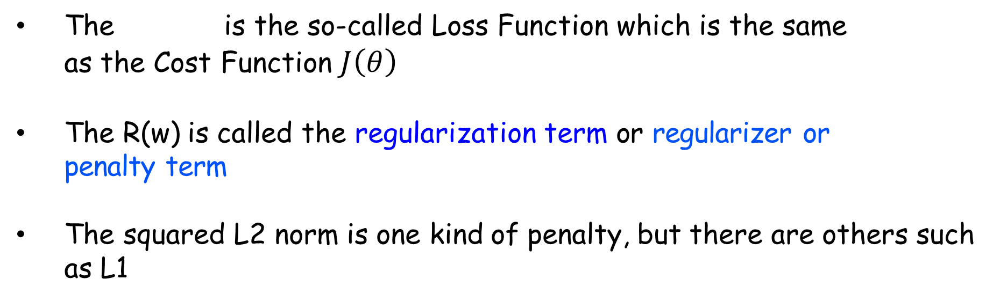 • The is the so-called Loss Function which is the same
as the Cost Function J(θ)
• The R(w) is called the regularization term or regularizer or
penalty term
• The squared L2 norm is one kind of penalty, but there are others such
as L1